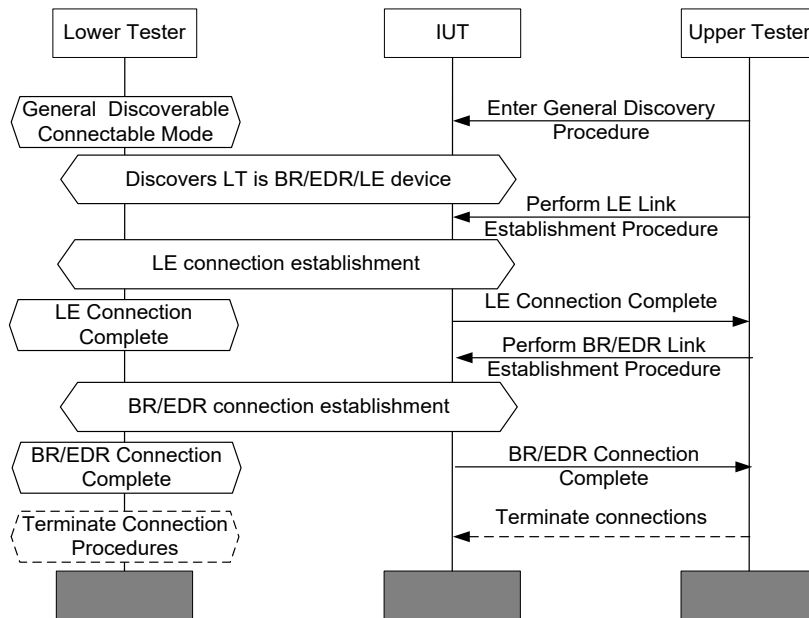 Lower Tester
IUT
Upper Tester
General Discoverable
Connectable Mode
Enter General Discovery
Procedure
Discovers LT is BR/EDR/LE device
Perform LE Link
Establishment Procedure
LE connection establishment
LE Connection Complete
LE Connection
Complete
Perform BR/EDR Link
Establishment Procedure
BR/EDR connection establishment
BR/EDR Connection
Complete
BR/EDR Connection
Complete
Terminate Connection
Procedures
Terminate connections